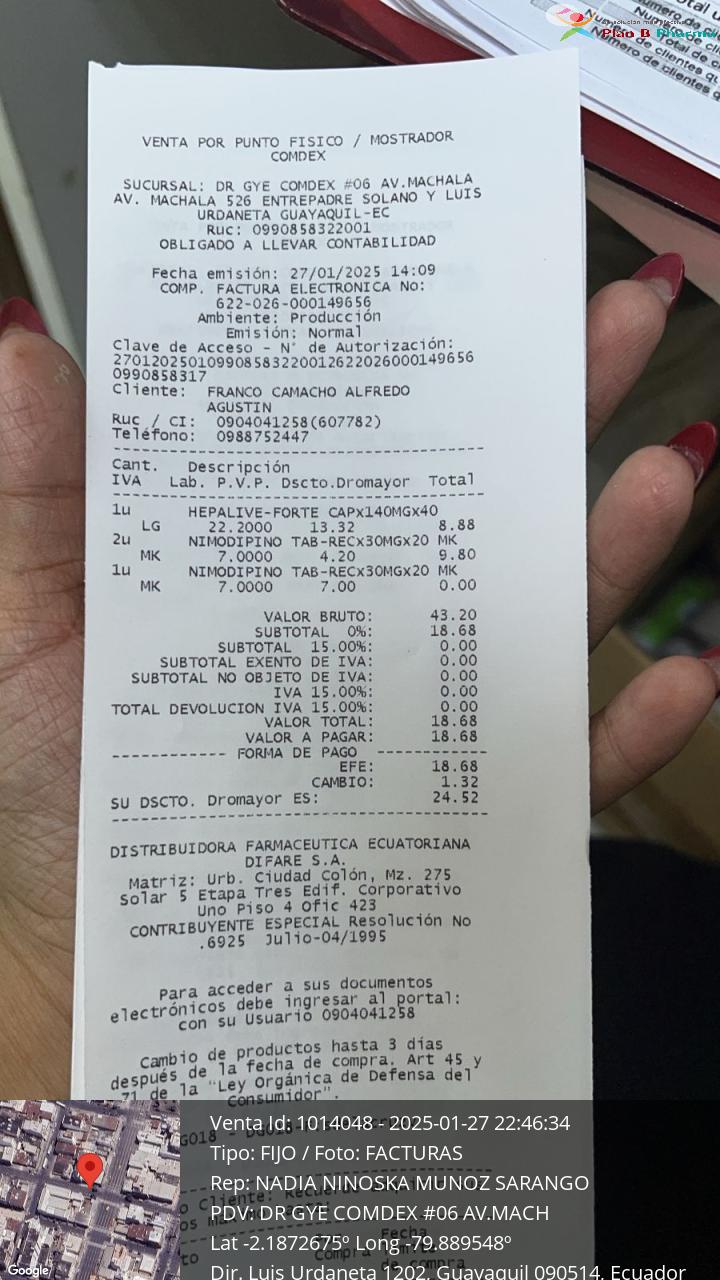 Plan B Pharma
Número de clientes q
VENTA POR PUNTO FISICO / MOSTRADOR
COMDEX
SUCURSAL: DR GYE COMDEX #06 AV.MACHALA
AV. MACHALA 526 ENTREPADRE SOLANO Y LUIS
URDANETA GUAYAQUIL-EC
Ruc: 0990858322001
OBLIGADO A LLEVAR CONTABILIDAD
Fecha emisión: 27/01/2025 14:09
COMP. FACTURA ELECTRONICA No:
622-026-000149656
Ambiente: Producción
Emisión: Normal
Clave de Acceso - N° de Autorización:
270120250109908583220012622026000149656
0990858317
Cliente: FRANCO CAMACHO ALFREDO
AGUSTIN
Ruc / CI: 0904041258(607782)
Teléfono: 0988752447
Cant. Descripción
IVA Lab. P.V.P. Dscto.Dromayor Total
1u HEPALIVE-FORTE CAPx140MGx40
LG 22.2000 13.32 8.88
2u NIMODIPINO TAB-RECx30MGx20 MK
MK 7.0000 4.20 9.80
1u NIMODIPINO TAB-RECx30MGx20 MK
MK 7.0000 7.00 0.00
VALOR BRUTO: 43.20
SUBTOTAL 0%: 18.68
SUBTOTAL 15.00%: 0.00
SUBTOTAL EXENTO DE IVA: 0.00
SUBTOTAL NO OBJETO DE IVA: 0.00
IVA 15.00%: 0.00
TOTAL DEVOLUCION IVA 15.00%: 0.00
VALOR TOTAL: 18.68
VALOR A PAGAR: 18.68
------------ FORMA DE PAGO ------------
EFE: 18.68
CAMBIO: 1.32
SU DSCTO. Dromayor ES: 24.52
DISTRIBUIDORA FARMACEUTICA ECUATORIANA
DIFARE S.A.
Matriz: Urb. Ciudad Colón, Mz. 275
Solar 5 Etapa Tres Edif. Corporativo
Uno Piso 4 Ofic 423
CONTRIBUYENTE ESPECIAL Resolución No
.6925 Julio-04/1995
Para acceder a sus documentos
electrónicos debe ingresar al portal:
con su Usuario 0904041258
Cambio de productos hasta 3 días
después de la fecha de compra. Art 45 y
71 de la "Ley Orgánica de Defensa del
Consumidor".
Venta Id: 1014048 - 2025-01-27 22:46:34
Tipo: FIJO / Foto: FACTURAS
Rep: NADIA NINOSKA MUNOZ SARANGO
PDV: DR GYE COMDEX #06 AV.MACH
Lat -2.1872675º Long -79.889548º
Dir. Luis Urdaneta 1202, Guayaquil 090514, Ecuador
Google